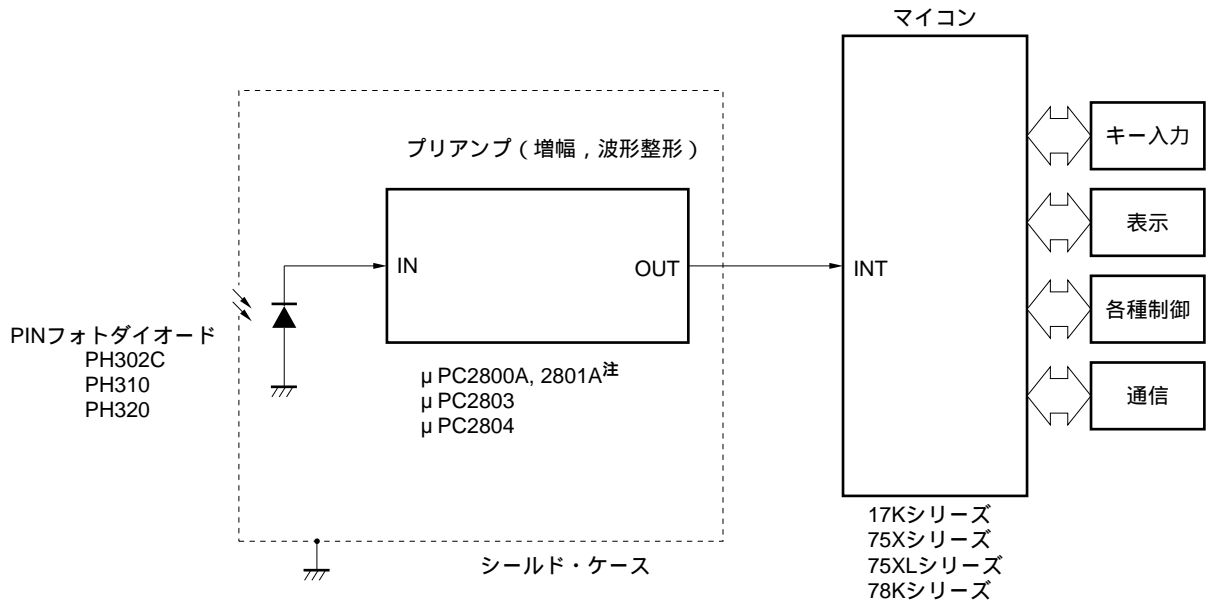 マイコン
プリアンプ（増幅，波形整形）
IN
OUT
INT
キー入力
表示
各種制御
通信
PINフォトダイオード
PH302C
PH310
PH320
μPC2800A, 2801A注
μPC2803
μPC2804
シールド・ケース
17Kシリーズ
75Xシリーズ
75XLシリーズ
78Kシリーズ